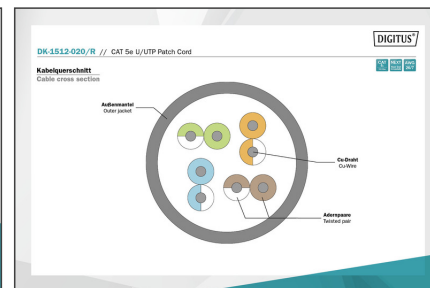 DIGITUS®
DK-1512-020/R // CAT 5e U/UTP Patch Cord
Kabelquerschnitt
Cable cross section
Außenmantel
Outer jacket
Cu-Draht
Cu-Wire
Adernpaare
Twisted pair